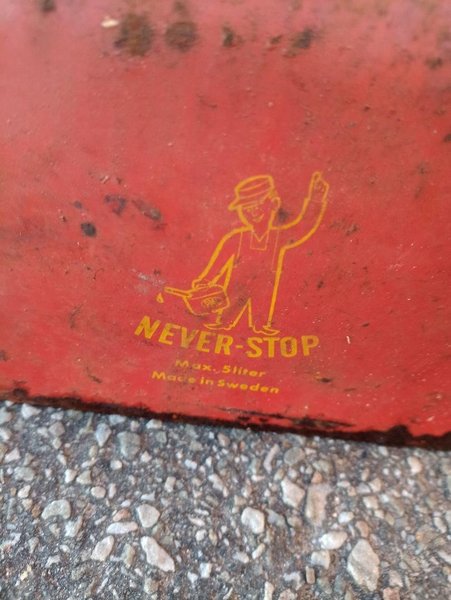 NEVER-STOP
Max. 5liter
Made in Sweden